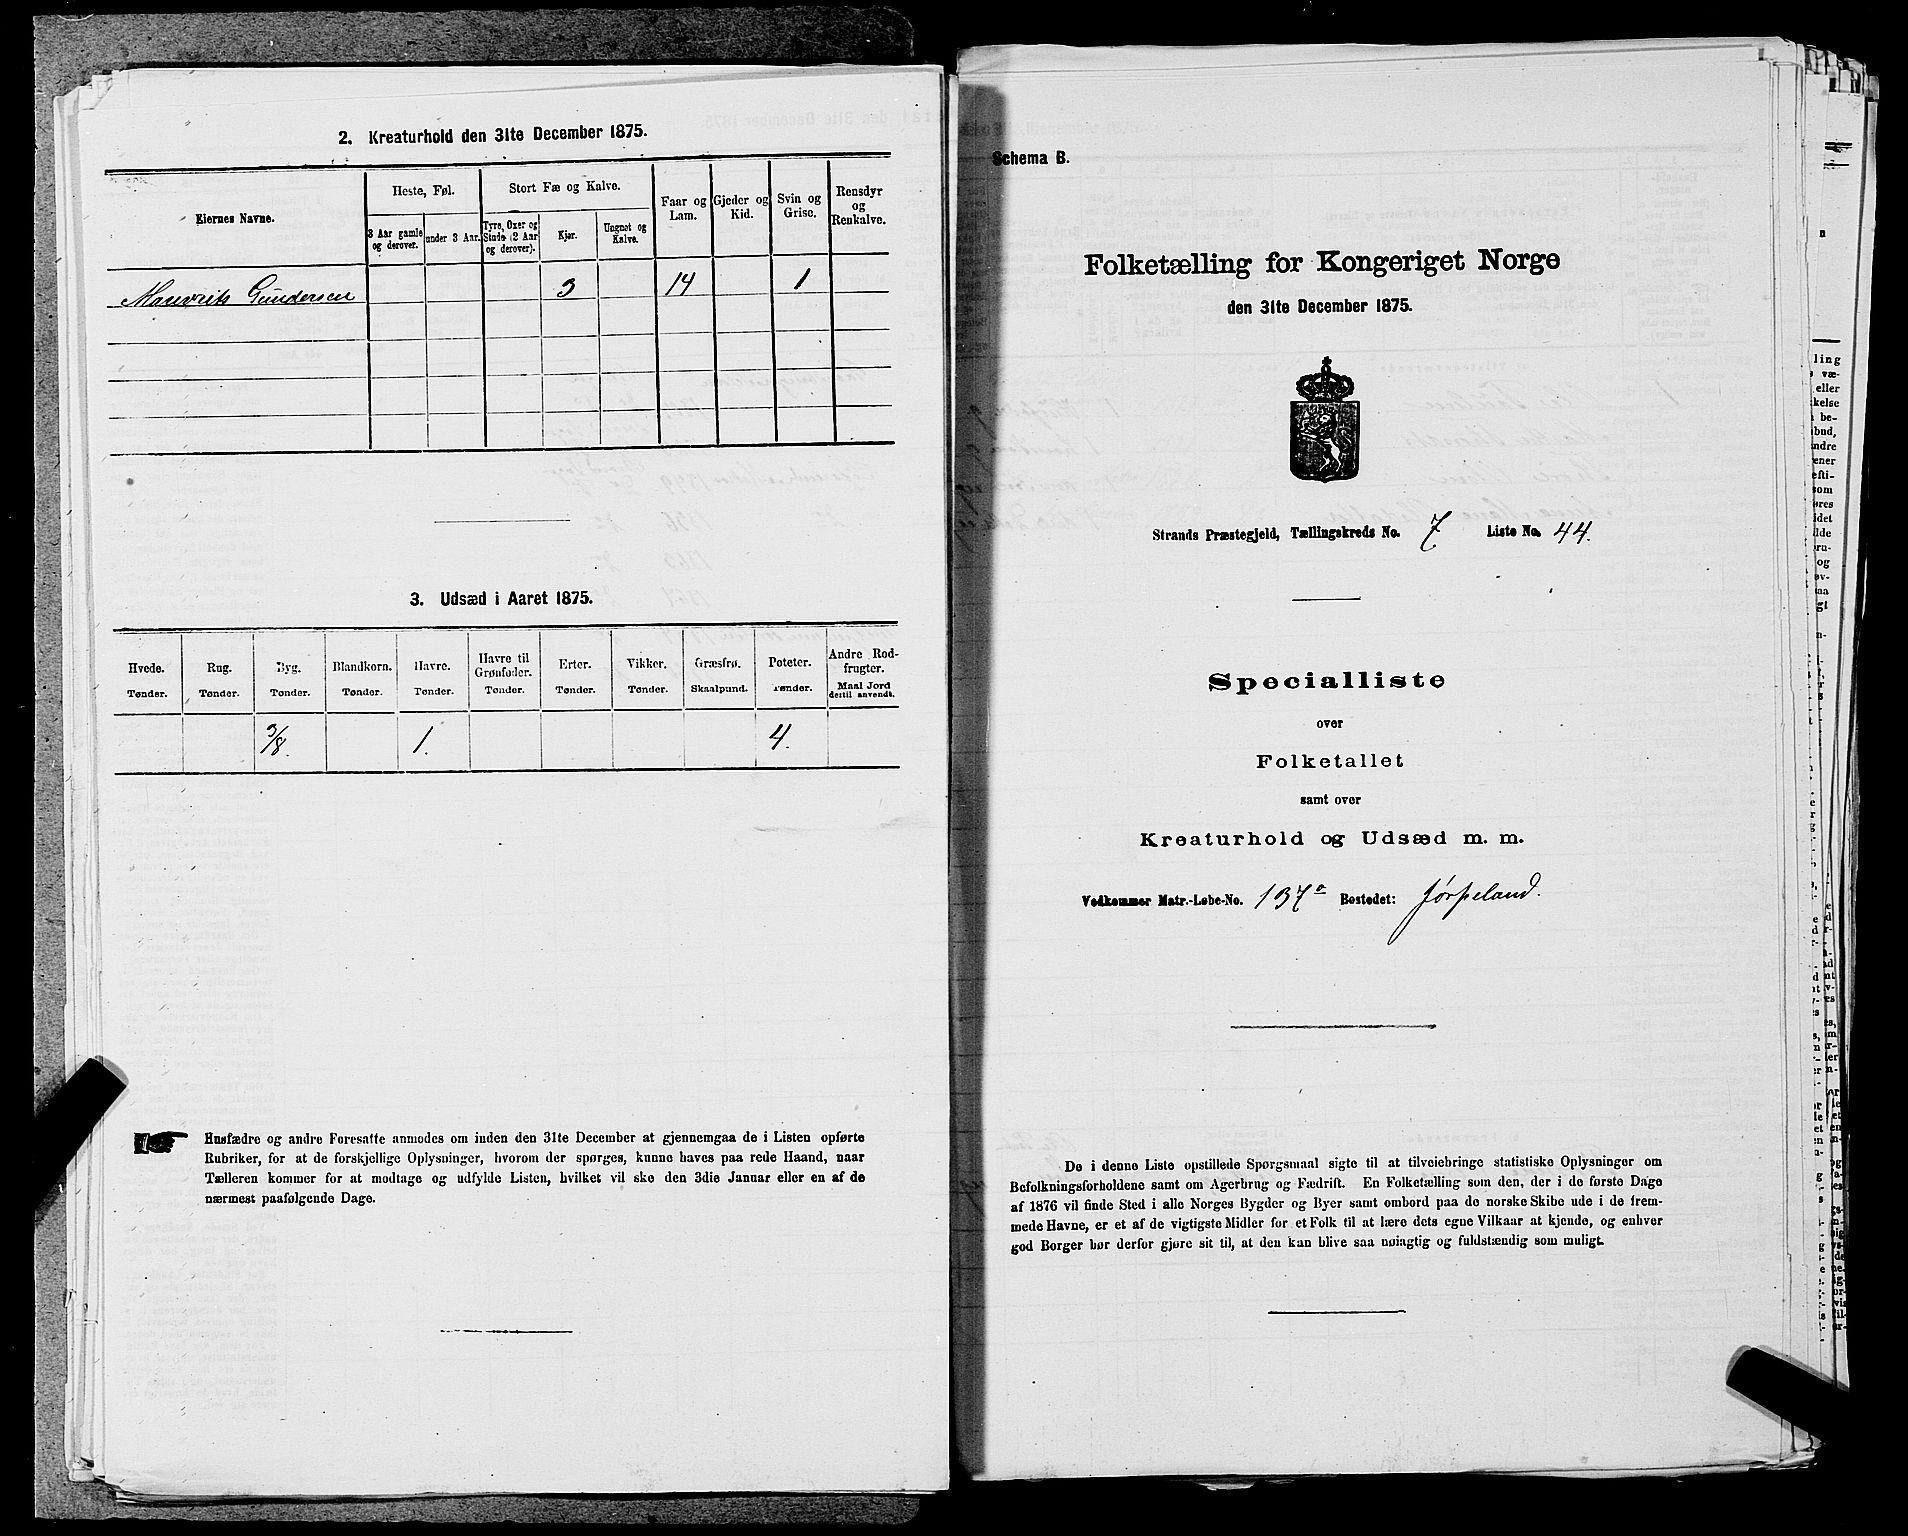 2. Kreaturhold den 31te December 1875.
Eiernes Navne.
Heste, Føl.
3 Aar gamle og derover.
under 3 Aar.
Stort Fæ og Kalve.
Tyre, Oxer og Stude (2 Aar og derover).
Kjør.
Ungnøt og Kalve.
Faar og Lam.
Gjeder og Kid.
Svin og Grise.
Rensdyr og Renkalve.
Mauritz Gundersen 3 14 1
3. Udsæd i Aaret 1875.
Hvede. Tønder.
Rug. Tønder.
Byg. Tønder.
Blandkorn. Tønder.
Havre. Tønder.
Havre til Grønfoder. Tønder.
Erter. Tønder.
Vikker. Tønder.
Græsfrø. Skaalpund.
Poteter. Tønder.
Andre Rodfrugter. Maal Jord dertil anvendt.
3/8 1. 4.
Husfædre og andre Foresatte anmodes om inden den 31te December at gjennemgaa de i Listen opførte
Rubriker, for at de forskjellige Oplysninger, hvorom der spørges, kunne haves paa rede Haand, naar
Tælleren kommer for at modtage og udfylde Listen, hvilket vil ske den 3die Januar eller en af de
nærmest paafølgende Dage.
Schema B.
Folketælling for Kongeriget Norge
den 31te December 1875.
Strands Præstegjeld, Tællingskreds No. 7 Liste No. 44.
Specialliste
over
Folketallet
samt over
Kreaturhold og Udsæd m. m.
Vedkommer Matr.-Løbe-No. 137a Bostedet: Jørpeland.
De i denne Liste opstillede Spørgsmaal sigte til at tilveiebringe statistiske Oplysninger om
Befolkningsforholdene samt om Agerbrug og Fædrift. En Folketælling som den, der i de første Dage
af 1876 vil finde Sted i alle Norges Bygder og Byer samt ombord paa de norske Skibe ude i de frem-
mede Havne, er et af de vigtigste Midler for et Folk til at lære dets egne Vilkaar at kjende, og enhver
god Borger bør derfor gjøre sit til, at den kan blive saa nøiagtig og fuldstændig som muligt.